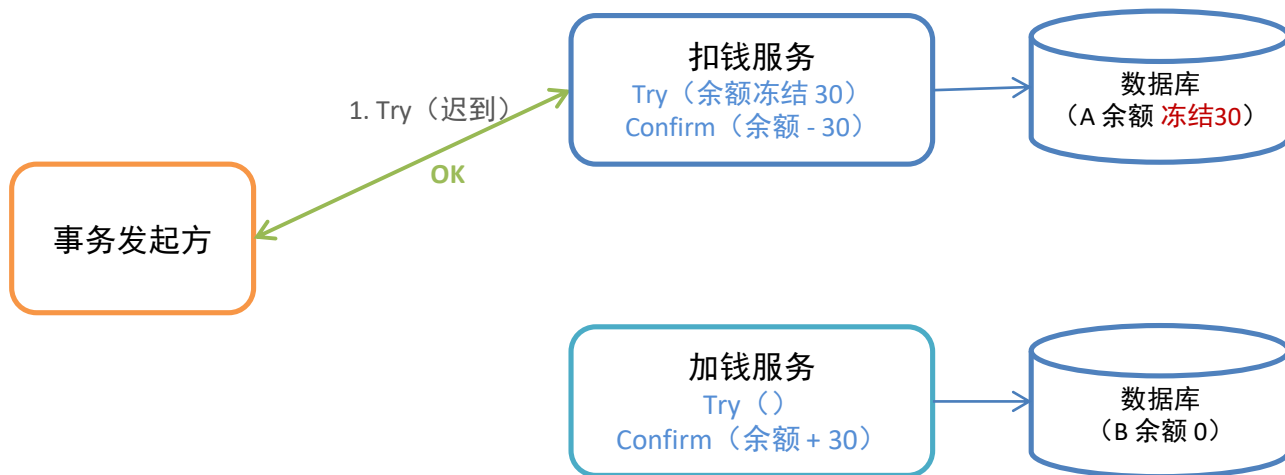 扣钱服务
Try（余额冻结 30）
Confirm（余额 - 30）
数据库
（A 余额 冻结30）
1. Try（迟到）
OK
事务发起方
加钱服务
Try（）
Confirm（余额 + 30）
数据库
（B 余额 0）